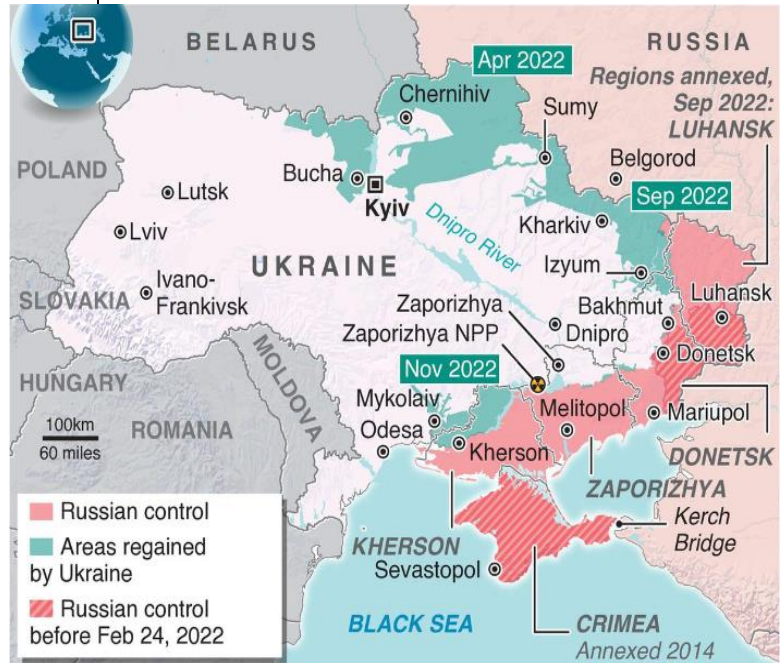 BELARUS
RUSSIA
Apr 2022
Regions annexed,
Sep 2022:
LUHANSK
Chernihiv
Sumy
POLAND
Bucha
Belgorod
Kyiv
Sep 2022
Lutsk
Dnipro River
Kharkiv
Lviv
UKRAINE
Izyum
Ivano-
Frankivsk
SLOVAKIA
Zaporizhya
Bakhmut
Luhansk
Zaporizhya NPP
Dnipro
MOLDOVA
Donetsk
HUNGARY
Nov 2022
Mykolaiv
Melitopol
Mariupol
100km
60 miles
ROMANIA
Odesa
Kherson
DONETSK
ZAPORIZHYA
Russian control
Kerch
Bridge
Areas regained
by Ukraine
KHERSON
Sevastopol
Russian control
before Feb 24, 2022
BLACK SEA
CRIMEA
Annexed 2014